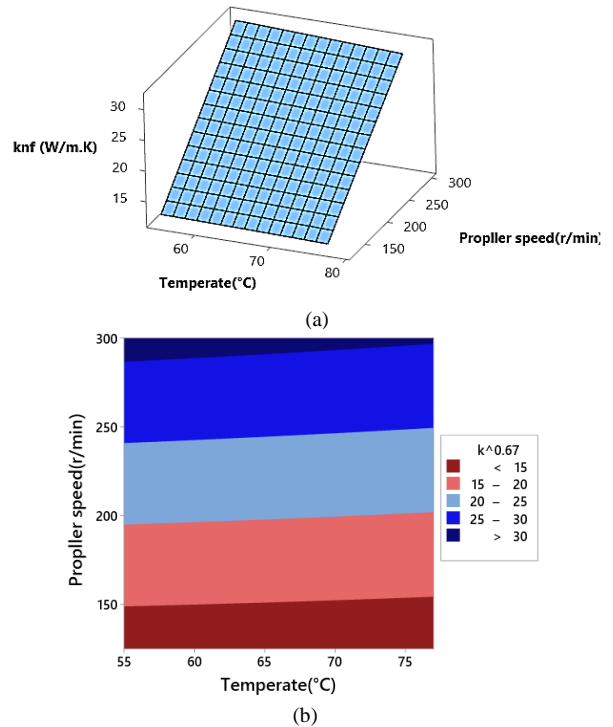 30
25
knf (W/m.K)
20
15
300
250
200
150
Propller speed(r/min)
60
70
80
Temperate(°C)
(a)
300
250
200
150
Propller speed(r/min)
55 60 65 70 75
Temperate(°C)
k^0.67
< 15
15 – 20
20 – 25
25 – 30
> 30
(b)